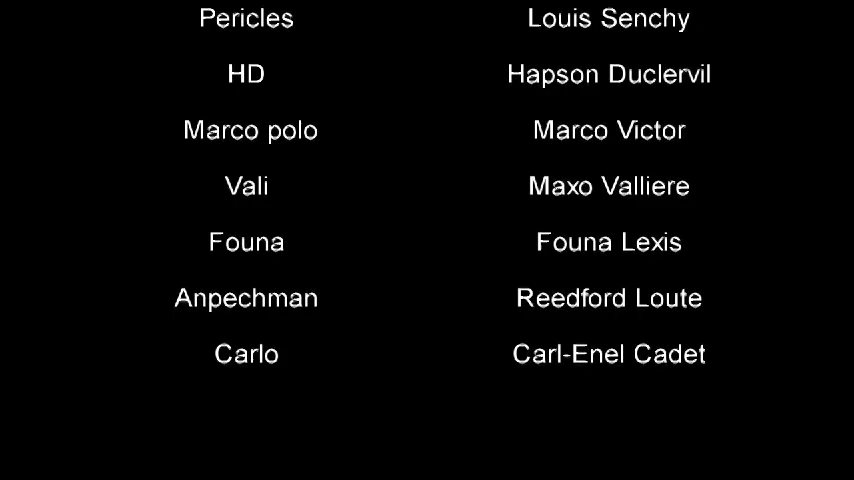 Pericles Louis Senchy
HD Hapson Duclervil
Marco polo Marco Victor
Vali Maxo Valliere
Founa Founa Lexis
Anpechman Reedford Loute
Carlo Carl-Enel Cadet